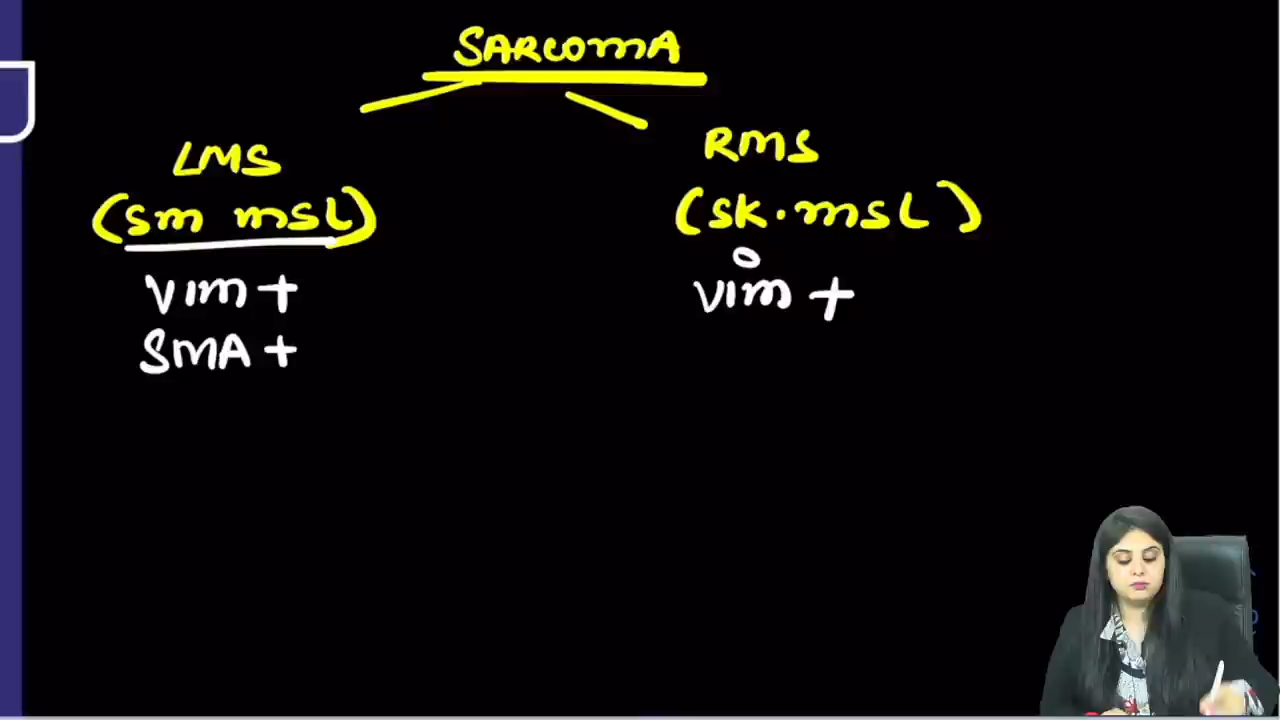 SARCOMA
LMS
(sm msl)
VIM +
SMA +
RMS
(sk.msl)
VIM +